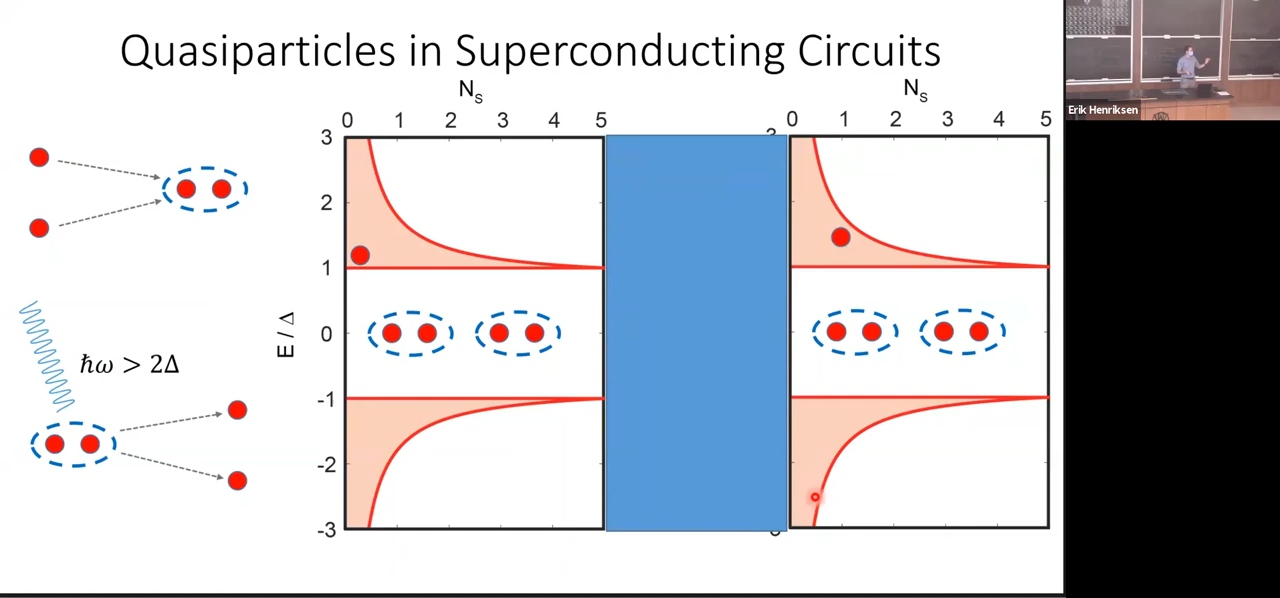 Quasiparticles in Superconducting Circuits
N_S
0 1 2 3 4 5
3
2
1
0
-1
-2
-3
E / Δ
N_S
0 1 2 3 4 5
ħω > 2Δ
Erik Henriksen